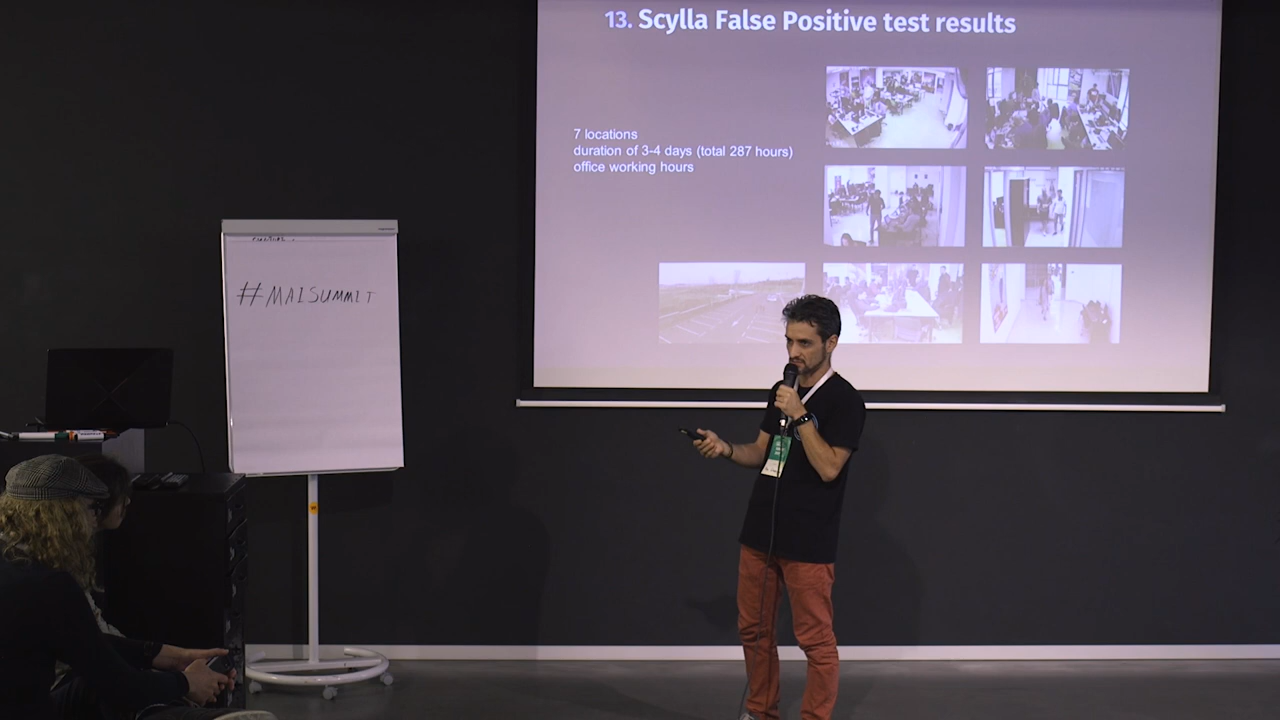 13. Scylla False Positive test results
7 locations
duration of 3-4 days (total 287 hours)
office working hours
#MAISUMMIT